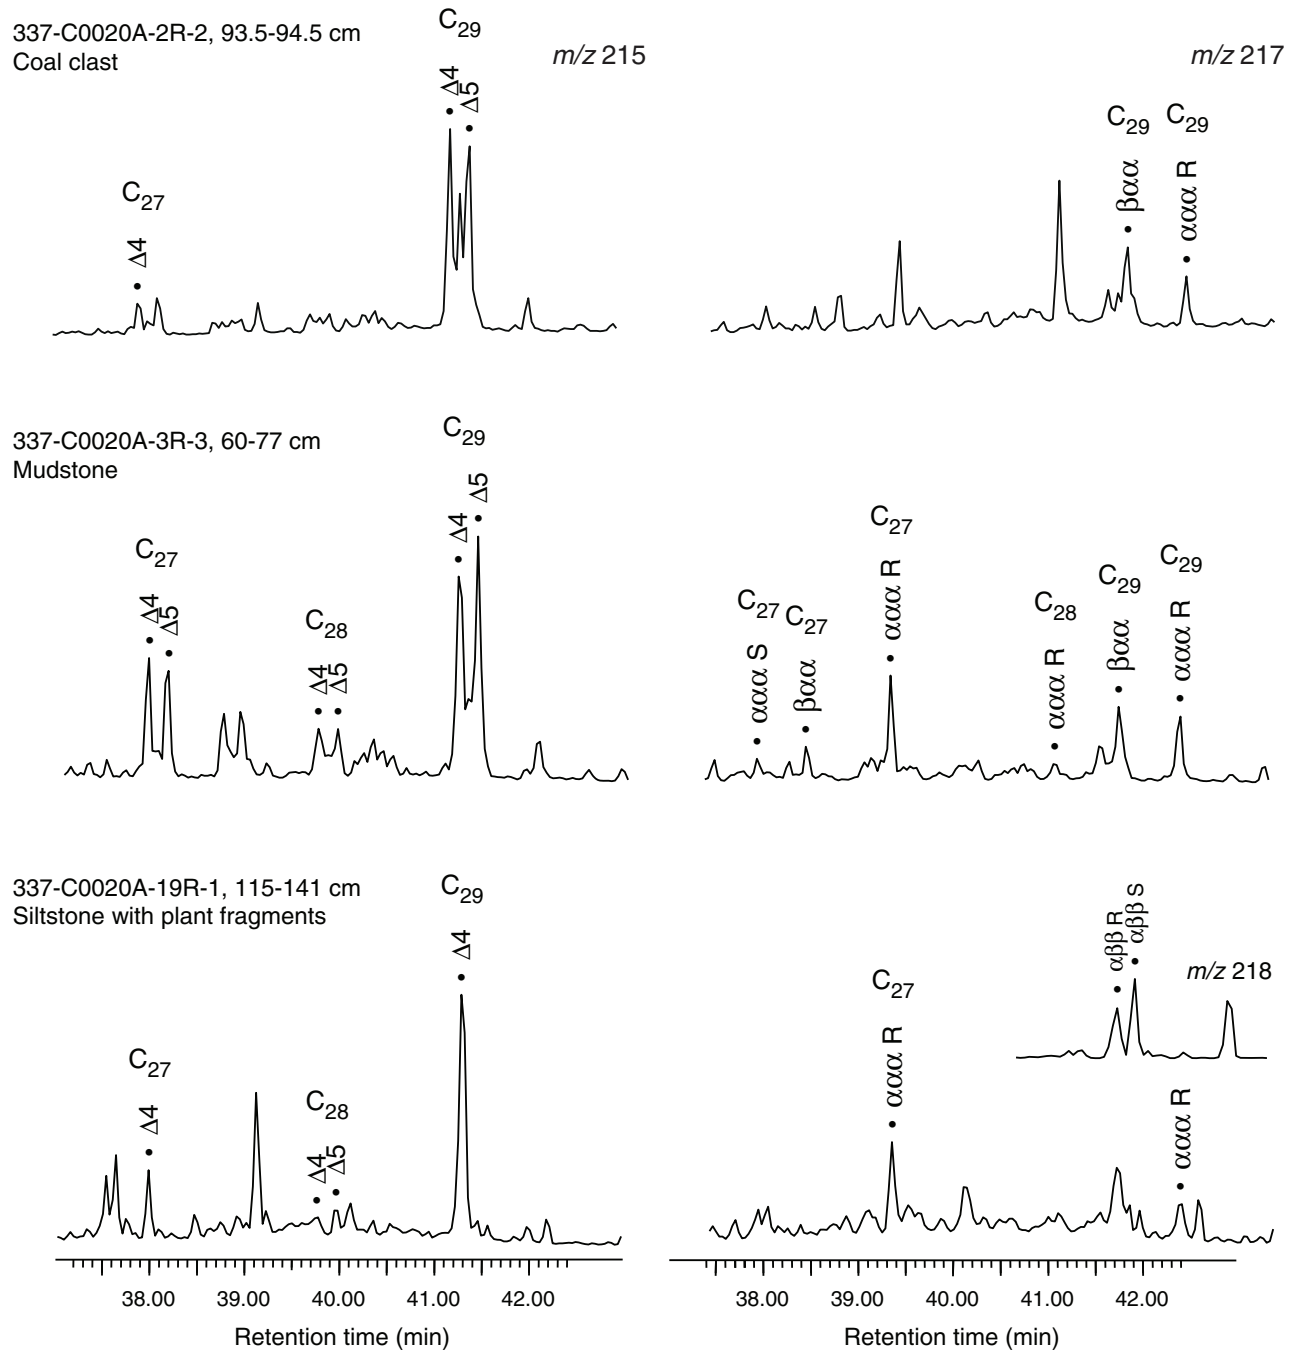 337-C0020A-2R-2, 93.5-94.5 cm
Coal clast
m/z 215
C27
Δ4
C29
Δ4
Δ5
m/z 217
C29
βαα
C29
ααα R
337-C0020A-3R-3, 60-77 cm
Mudstone
C27
Δ4
Δ5
C28
Δ4
Δ5
C29
Δ4
Δ5
C27
ααα S
C27
βαα
C27
ααα R
C28
ααα R
C29
βαα
C29
ααα R
337-C0020A-19R-1, 115-141 cm
Siltstone with plant fragments
C27
Δ4
C28
Δ4
Δ5
C29
Δ4
C27
ααα R
αββ R
αββ S
m/z 218
ααα R
38.00 39.00 40.00 41.00 42.00
Retention time (min)
38.00 39.00 40.00 41.00 42.00
Retention time (min)